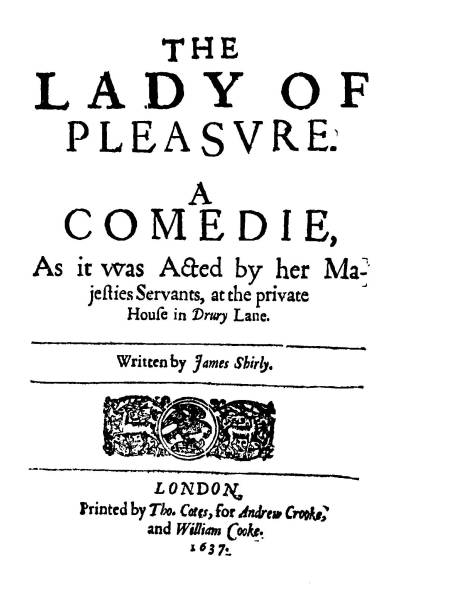 THE
LADY OF
PLEASVRE.
A
COMEDIE,
As it was Acted by her Ma-
jeſties Servants, at the private
Houſe in Drury Lane.
Written by James Shirly.
LONDON,
Printed by Tho. Cotes, for Andrew Crooke,
and William Cooke.
1637.